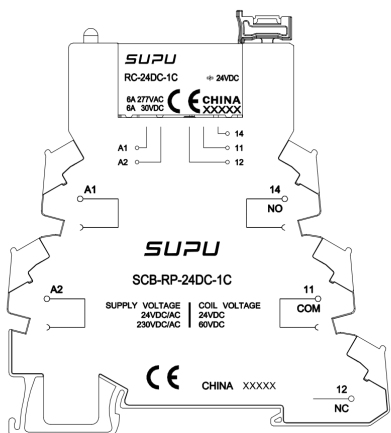 SUPU
RC-24DC-1C 24VDC
6A 277VAC CE CHINA
6A 30VDC XXXXX
14
A1 11
A2 12
A1 14
NO
SUPU
SCB-RP-24DC-1C
A2 11
COM
SUPPLY VOLTAGE COIL VOLTAGE
24VDC/AC 24VDC
230VDC/AC 60VDC
CE CHINA XXXXX
12
NC